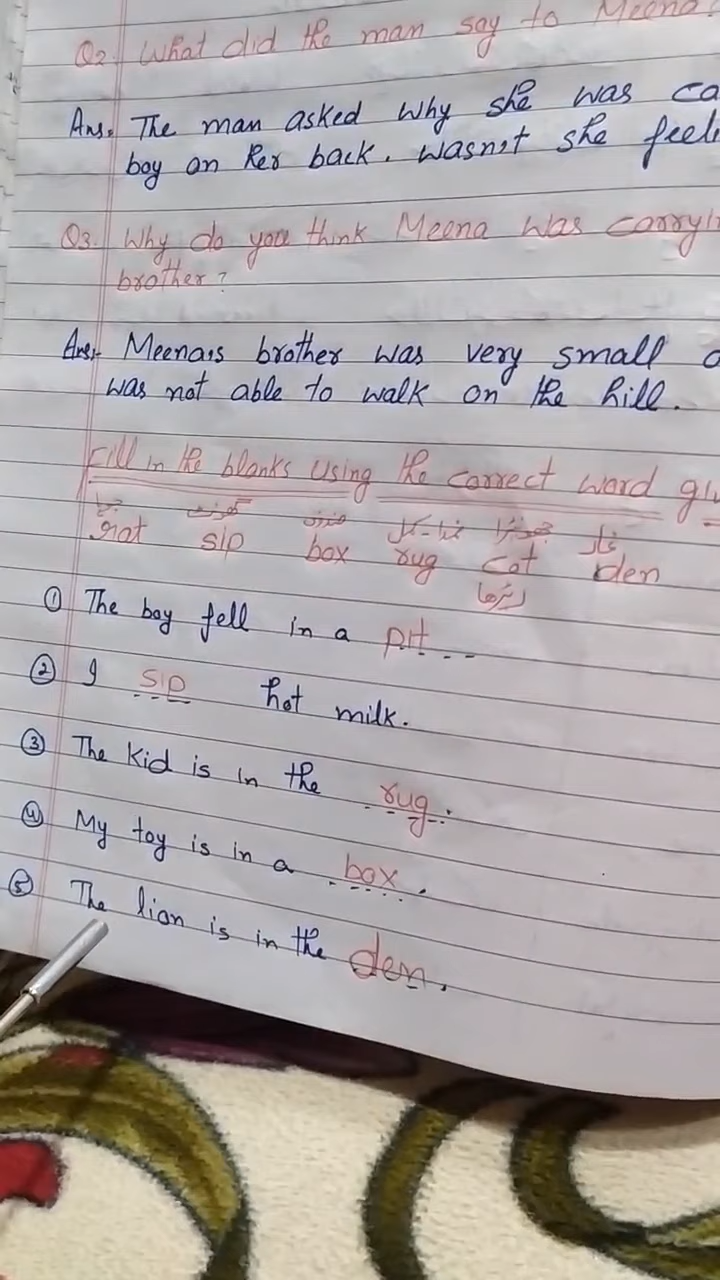 Q2. What did the man say to Meena?
Ans. The man asked why she was ca
boy on her back. wasn,t she feel
Q3. Why do you think Meena was carryi
brother?
Ans, Meena,s brother was very small a
was not able to walk on the hill.
Fill in the blanks using the correct word gi
rat sip box rug cot den
اژدھا
① The boy fell in a pit
② I sip hot milk.
③ The kid is in the rug.
④ My toy is in a box.
⑤ The lion is in the den.